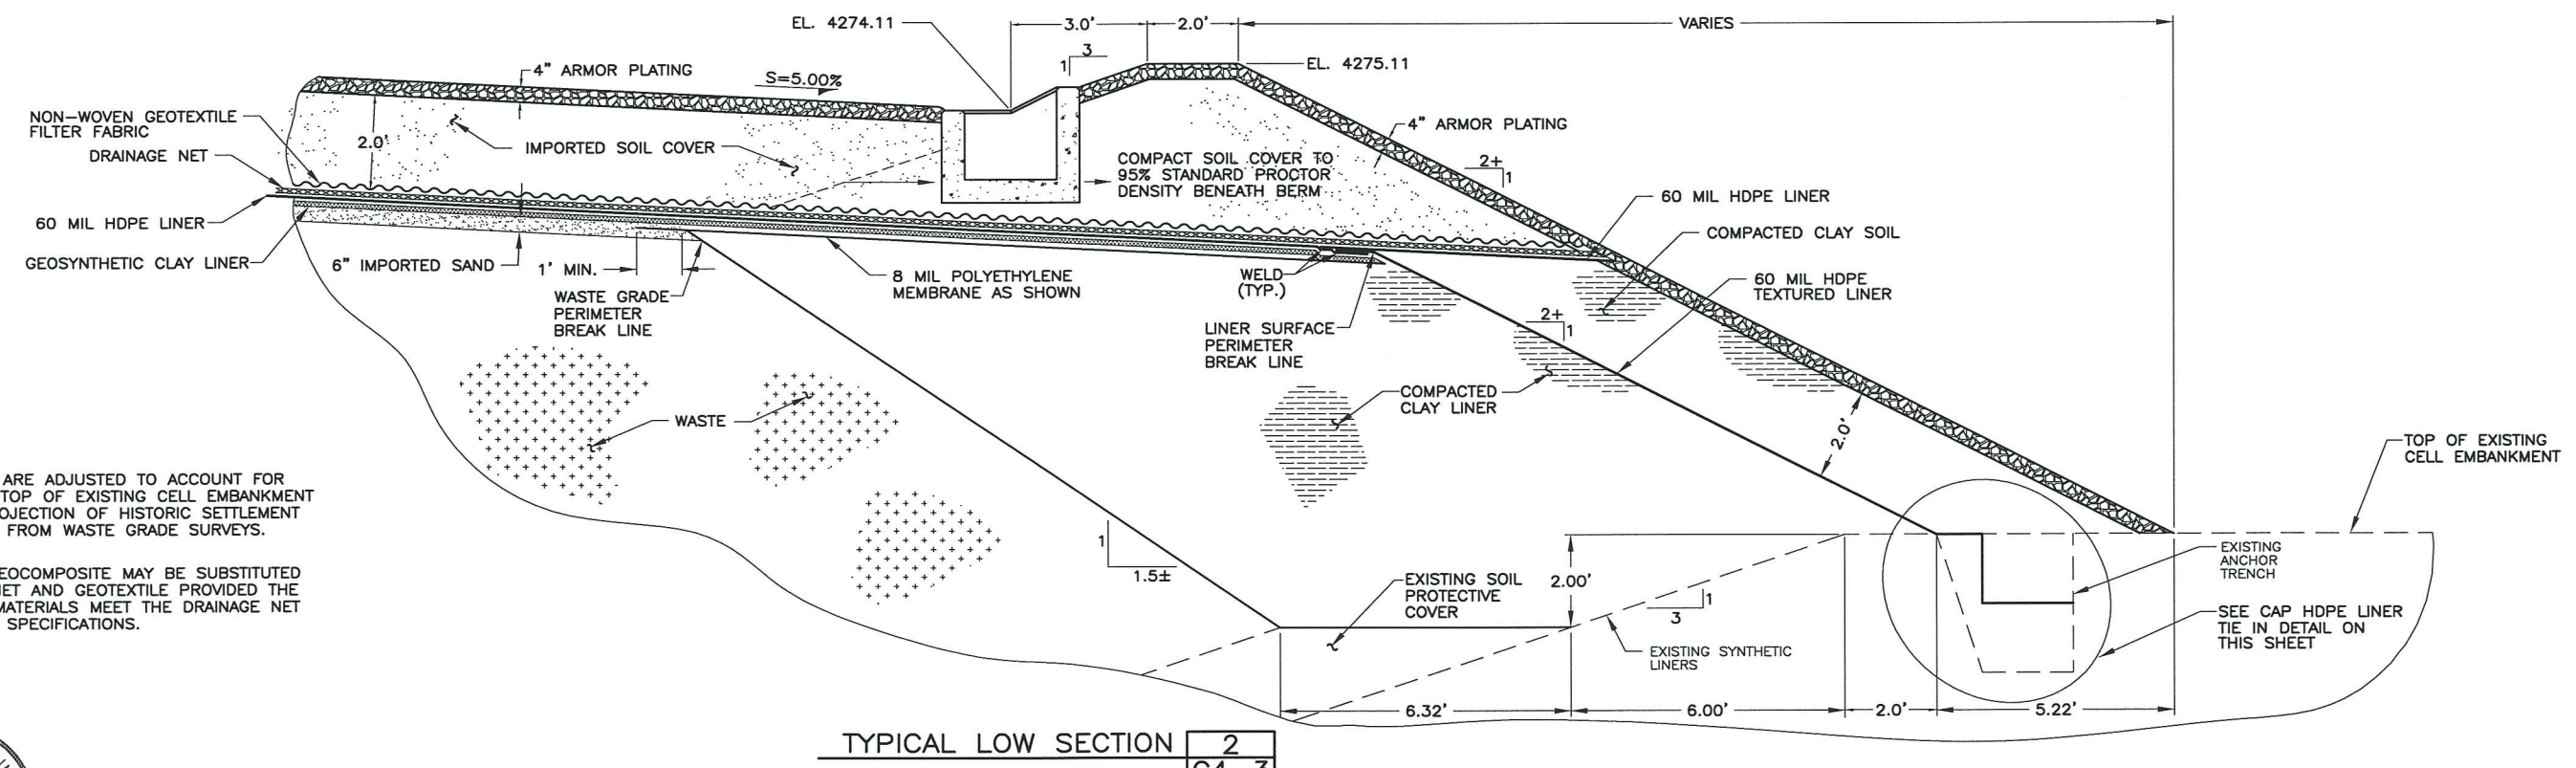 EL. 4274.11
3.0'
2.0'
VARIES
1
3
EL. 4275.11
4" ARMOR PLATING
S=5.00%
NON-WOVEN GEOTEXTILE
FILTER FABRIC
DRAINAGE NET
2.0'
IMPORTED SOIL COVER
COMPACT SOIL COVER TO
95% STANDARD PROCTOR
DENSITY BENEATH BERM
4" ARMOR PLATING
2+
1
60 MIL HDPE LINER
GEOSYNTHETIC CLAY LINER
6" IMPORTED SAND
1' MIN.
WASTE GRADE
PERIMETER
BREAK LINE
8 MIL POLYETHYLENE
MEMBRANE AS SHOWN
WELD
(TYP.)
LINER SURFACE
PERIMETER
BREAK LINE
60 MIL HDPE LINER
COMPACTED CLAY SOIL
60 MIL HDPE
TEXTURED LINER
2+
1
WASTE
COMPACTED
CLAY LINER
2.0'
TOP OF EXISTING
CELL EMBANKMENT
ARE ADJUSTED TO ACCOUNT FOR
TOP OF EXISTING CELL EMBANKMENT
OJECTION OF HISTORIC SETTLEMENT
FROM WASTE GRADE SURVEYS.
EOCOMPOSITE MAY BE SUBSTITUTED
ET AND GEOTEXTILE PROVIDED THE
MATERIALS MEET THE DRAINAGE NET
SPECIFICATIONS.
1
1.5±
EXISTING SOIL
PROTECTIVE
COVER
2.00'
3
1
EXISTING SYNTHETIC
LINERS
EXISTING
ANCHOR
TRENCH
SEE CAP HDPE LINER
TIE IN DETAIL ON
THIS SHEET
6.32'
6.00'
2.0'
5.22'
TYPICAL LOW SECTION
2